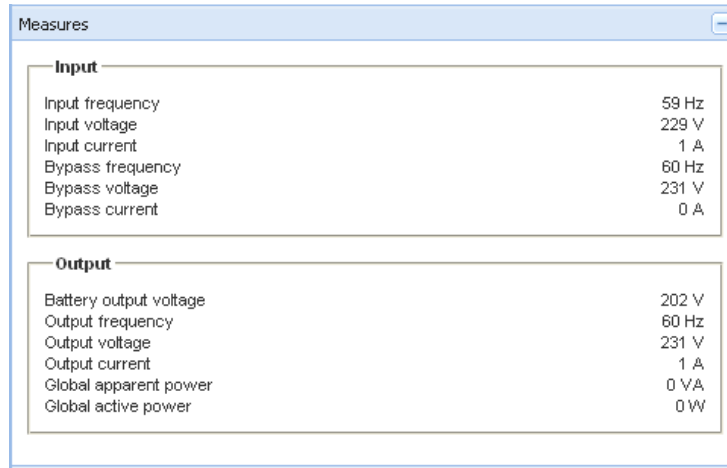 Measures
Input
Input frequency 59 Hz
Input voltage 229 V
Input current 1 A
Bypass frequency 60 Hz
Bypass voltage 231 V
Bypass current 0 A
Output
Battery output voltage 202 V
Output frequency 60 Hz
Output voltage 231 V
Output current 1 A
Global apparent power 0 VA
Global active power 0 W